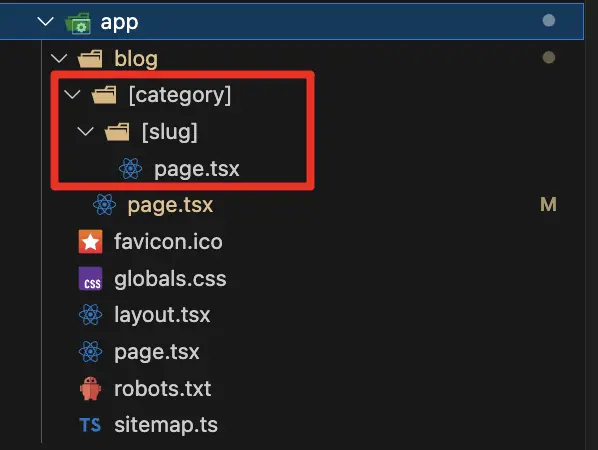 app
blog
[category]
[slug]
page.tsx
page.tsx M
favicon.ico
CSS globals.css
layout.tsx
page.tsx
robots.txt
TS sitemap.ts